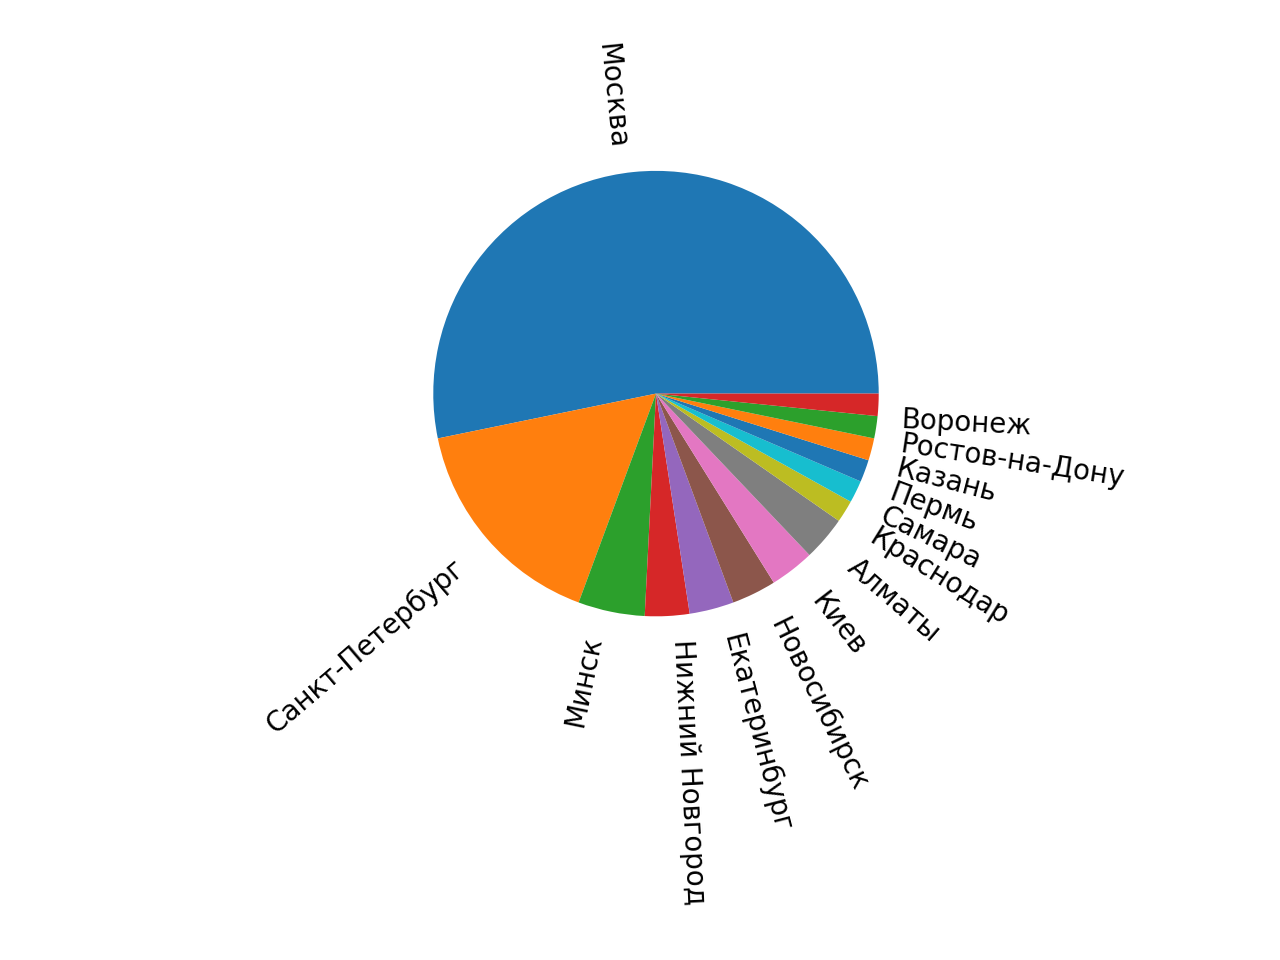 Москва
Санкт-Петербург
Минск
Нижний Новгород
Екатеринбург
Новосибирск
Киев
Алматы
Краснодар
Самара
Пермь
Казань
Ростов-на-Дону
Воронеж